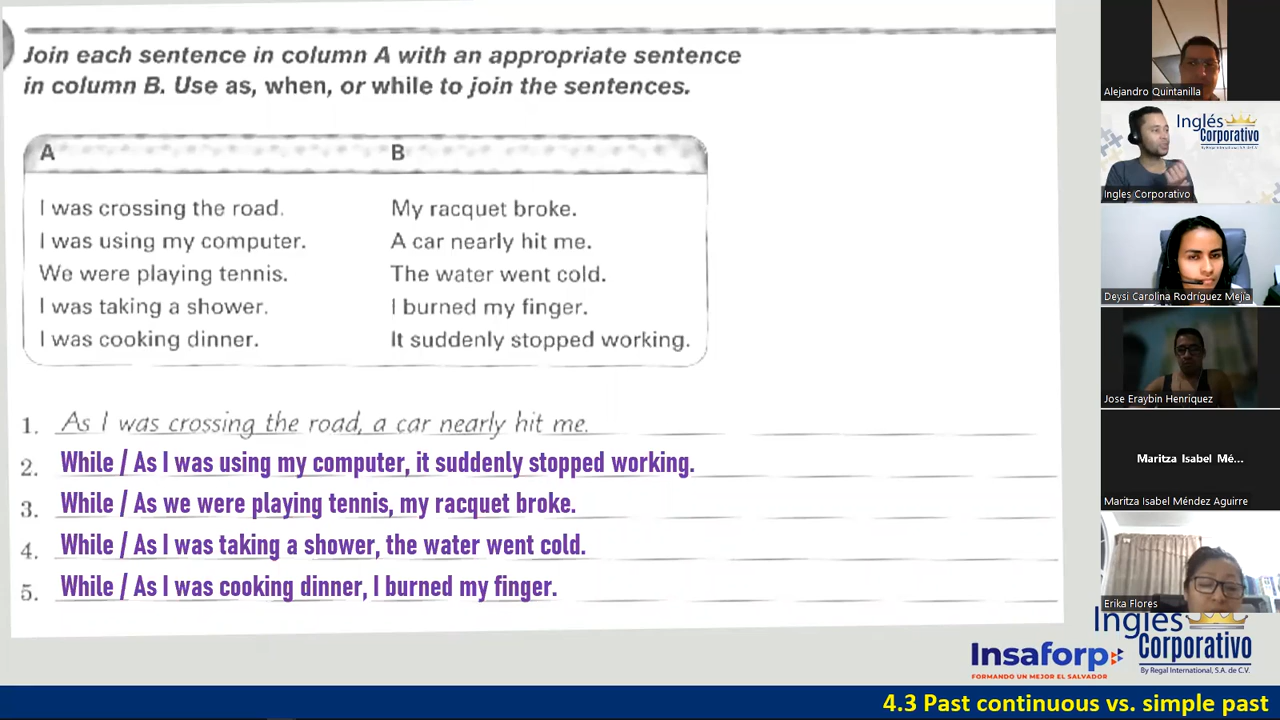 Join each sentence in column A with an appropriate sentence
in column B. Use as, when, or while to join the sentences.
A B
I was crossing the road. My racquet broke.
I was using my computer. A car nearly hit me.
We were playing tennis. The water went cold.
I was taking a shower. I burned my finger.
I was cooking dinner. It suddenly stopped working.
1. As I was crossing the road, a car nearly hit me.
2. While / As I was using my computer, it suddenly stopped working.
3. While / As we were playing tennis, my racquet broke.
4. While / As I was taking a shower, the water went cold.
5. While / As I was cooking dinner, I burned my finger.
Alejandro Quintanilla
Inglés
Corporativo
By Regal International, S.A. de C.V.
Ingles Corporativo
Deysi Carolina Rodríguez Mejía
Jose Eraybin Henriquez
Maritza Isabel Mé...
Maritza Isabel Méndez Aguirre
Erika Flores
Inglés
Corporativo
By Regal International, S.A. de C.V.
Insaforp
FORMANDO UN MEJOR EL SALVADOR
4.3 Past continuous vs. simple past